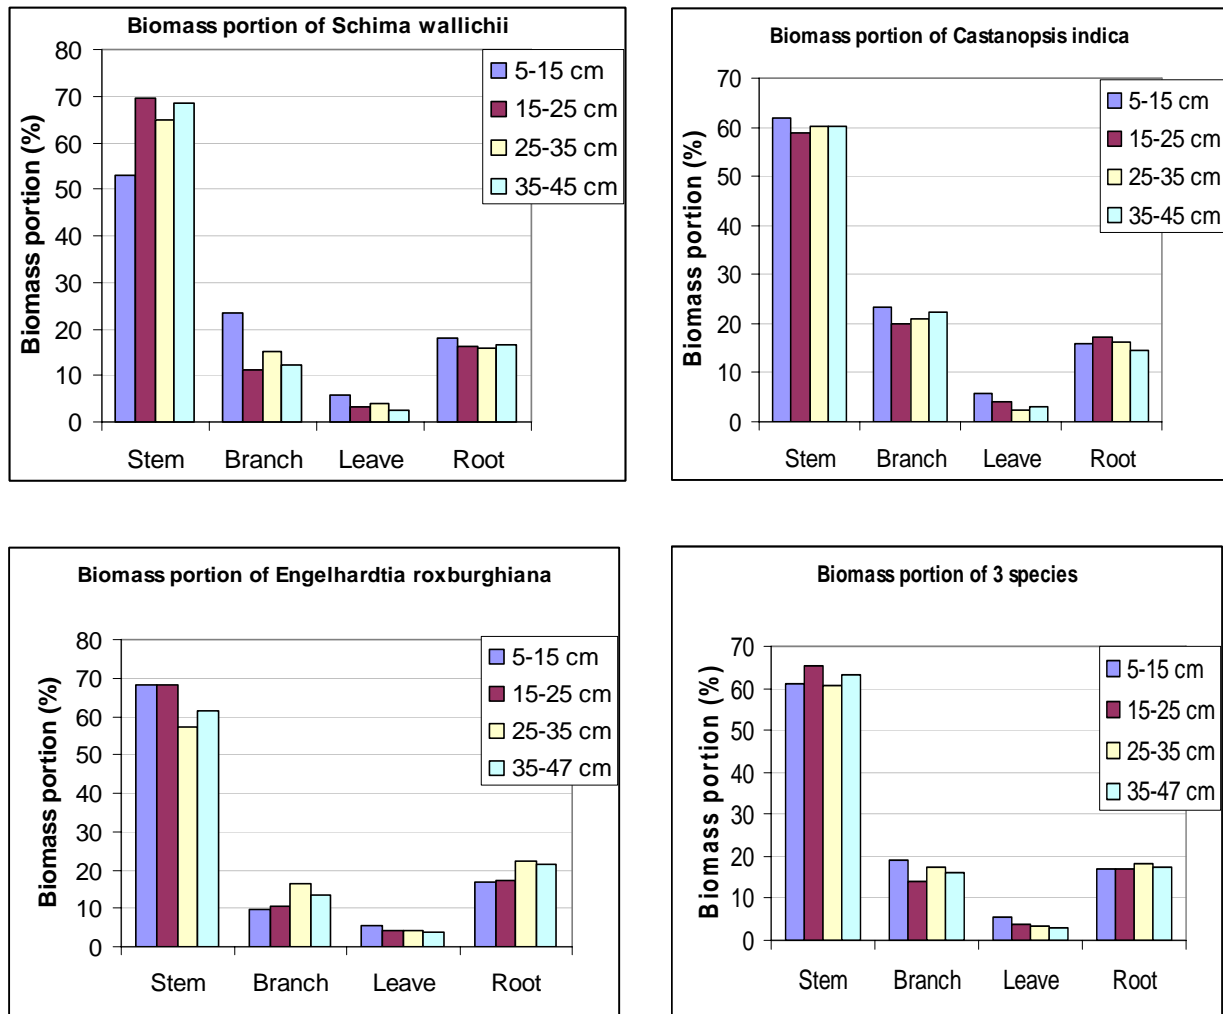 Biomass portion of Schima wallichii
Biomass portion (%)
80
70
60
50
40
30
20
10
0
Stem Branch Leave Root
5-15 cm
15-25 cm
25-35 cm
35-45 cm
Biomass portion of Castanopsis indica
Biomass portion (%)
70
60
50
40
30
20
10
0
Stem Branch Leave Root
5-15 cm
15-25 cm
25-35 cm
35-45 cm
Biomass portion of Engelhardtia roxburghiana
Biomass portion (%)
80
70
60
50
40
30
20
10
0
Stem Branch Leave Root
5-15 cm
15-25 cm
25-35 cm
35-47 cm
Biomass portion of 3 species
Biomass portion (%)
70
60
50
40
30
20
10
0
Stem Branch Leave Root
5-15 cm
15-25 cm
25-35 cm
35-47 cm